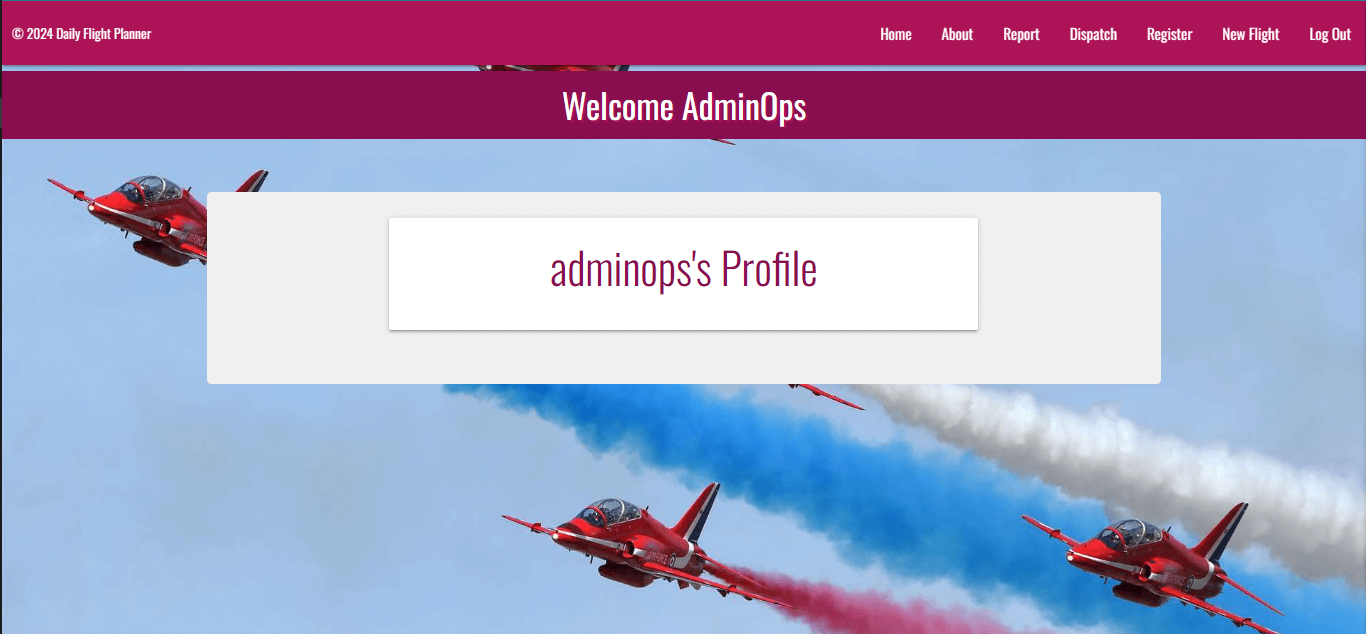 © 2024 Daily Flight Planner
Home About Report Dispatch Register New Flight Log Out
Welcome AdminOps
adminops's Profile